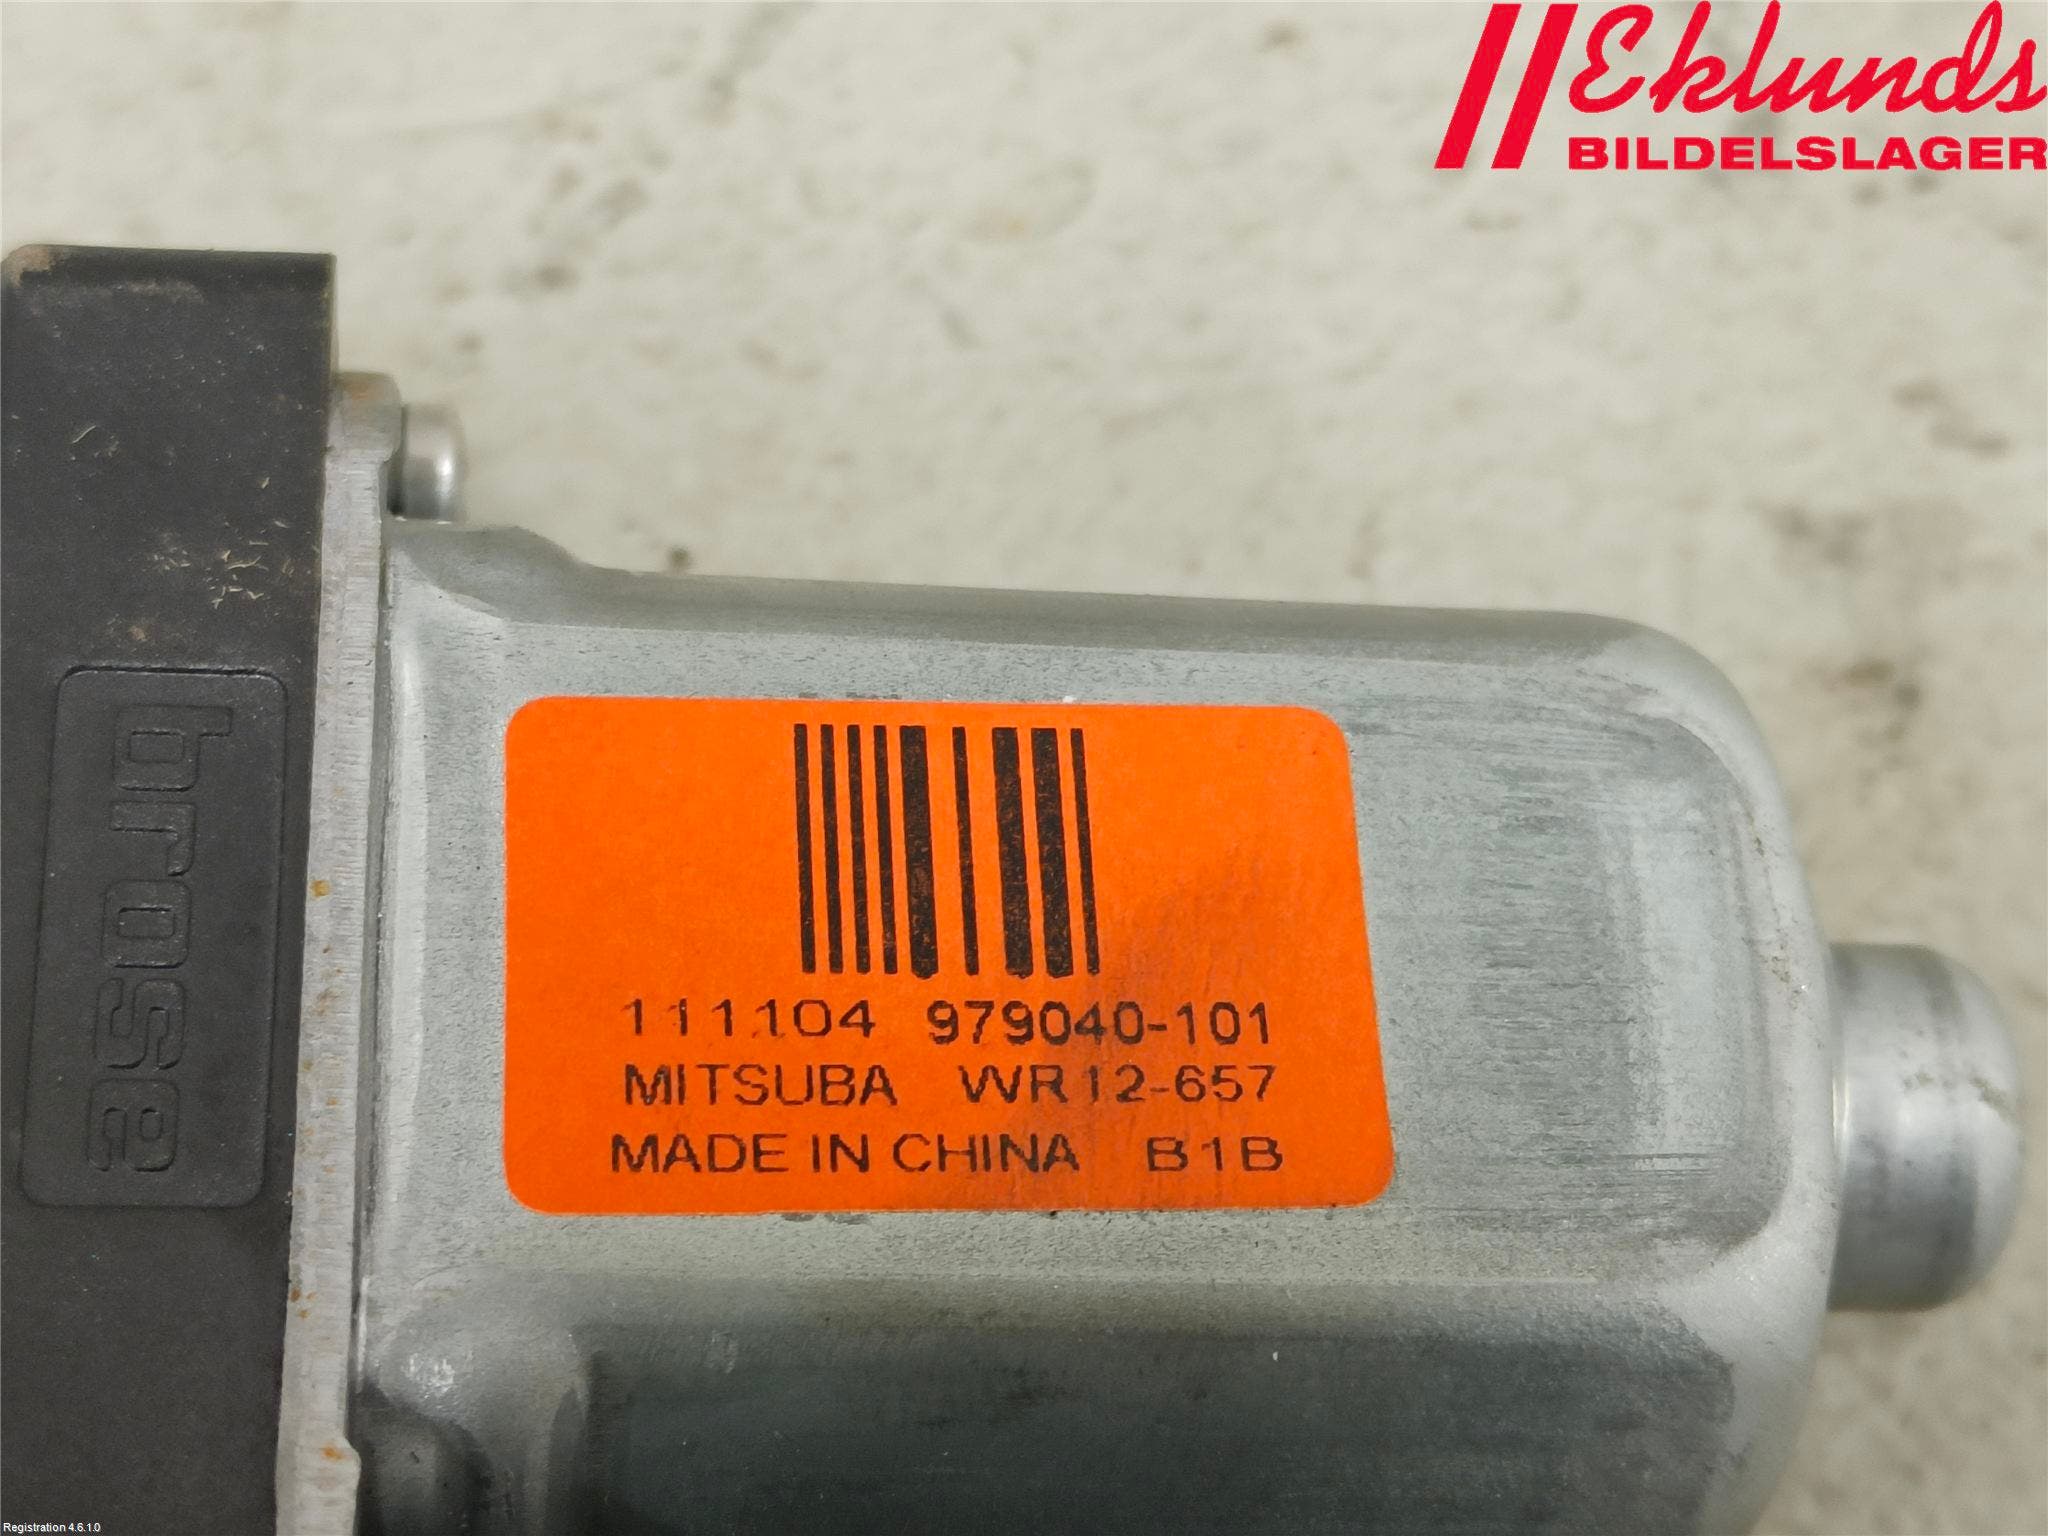 Eklunds
BILDELSLAGER
brose
111104 979040-101
MITSUBA WR12-657
MADE IN CHINA B1B
Registration 4.6.1.0